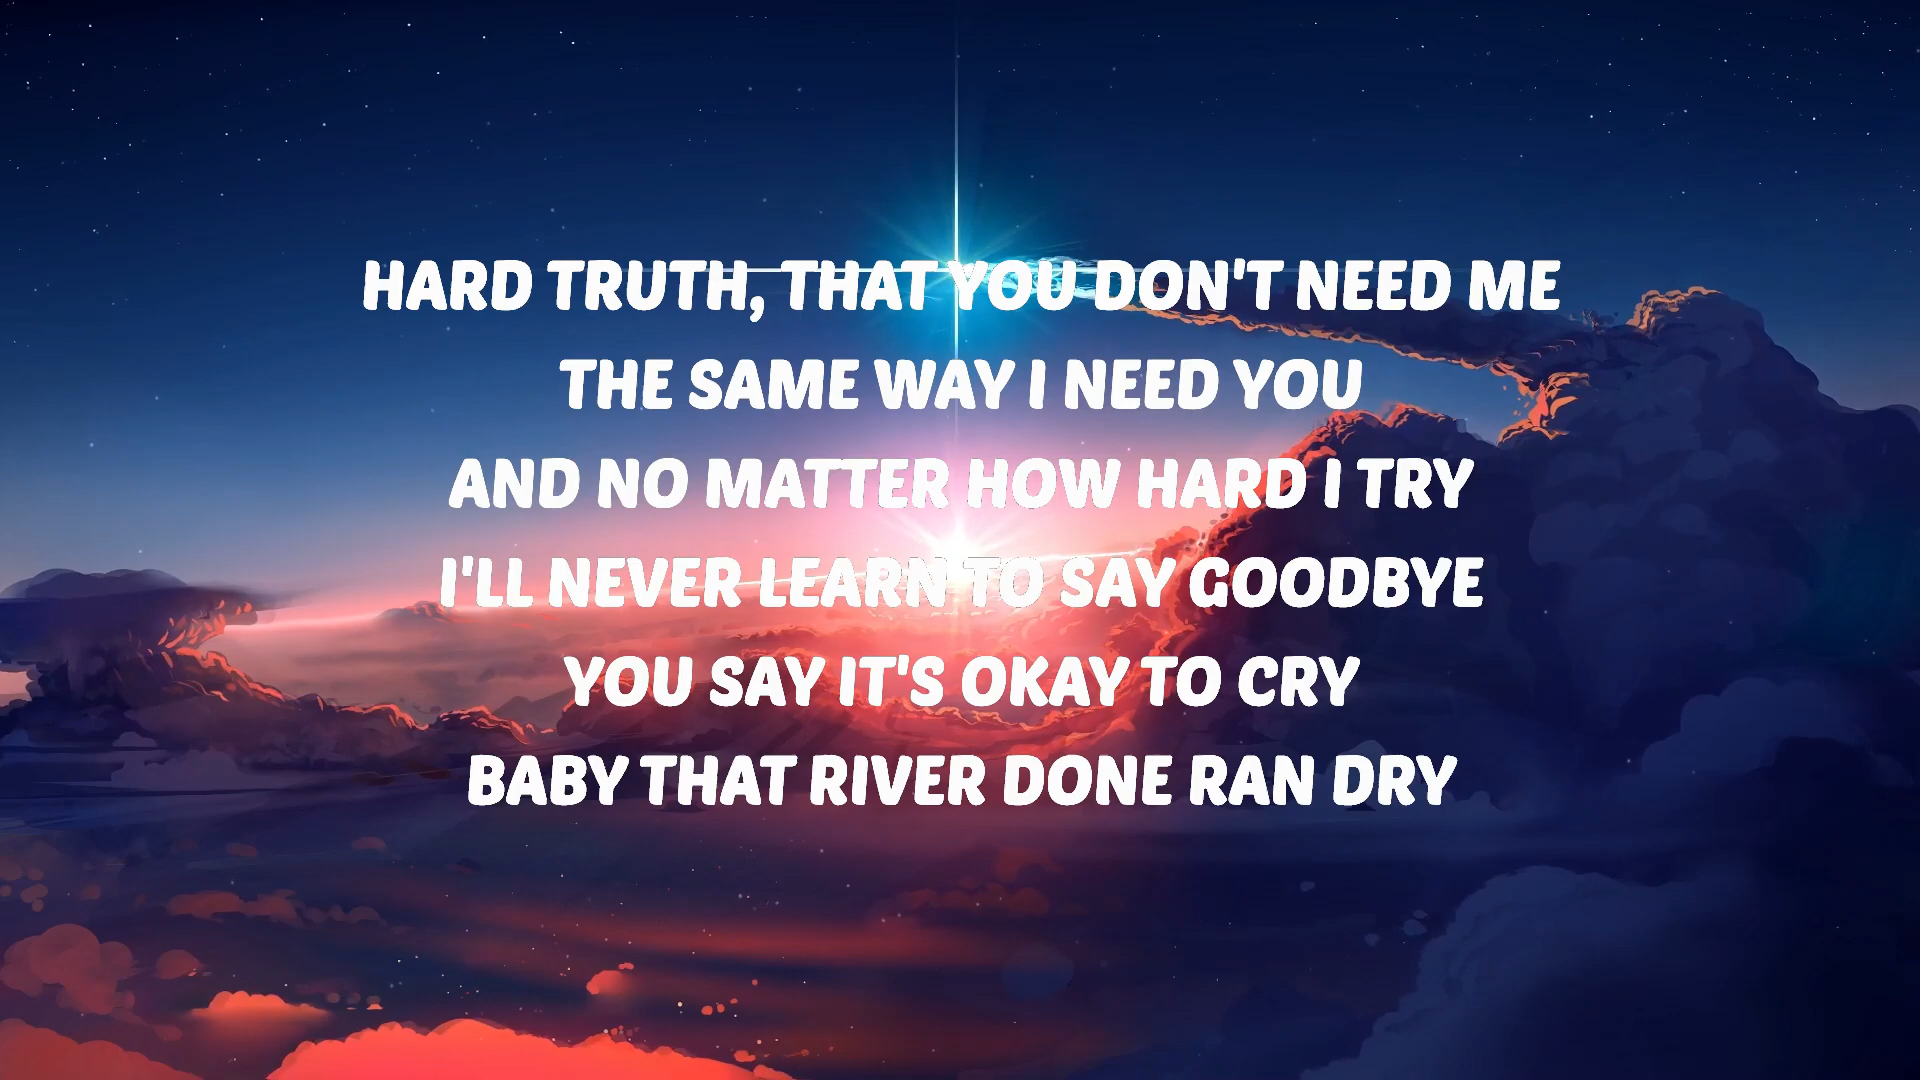 HARD TRUTH, THAT YOU DON'T NEED ME
THE SAME WAY I NEED YOU
AND NO MATTER HOW HARD I TRY
I'LL NEVER LEARN TO SAY GOODBYE
YOU SAY IT'S OKAY TO CRY
BABY THAT RIVER DONE RAN DRY